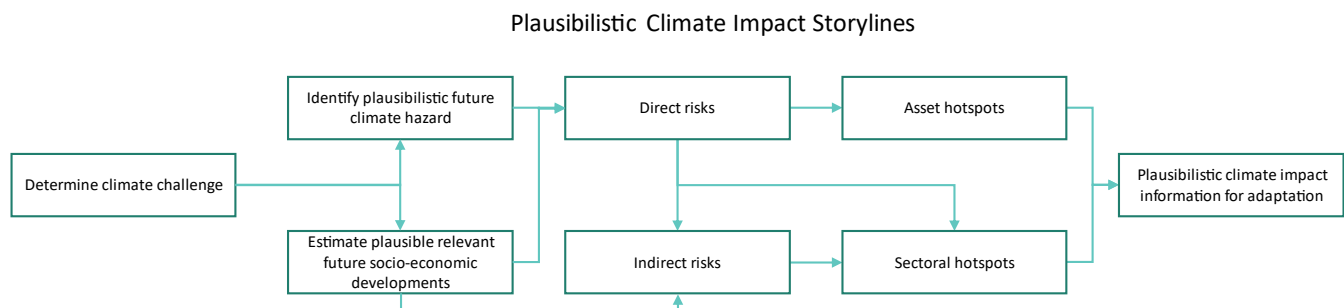 Plausibilistic Climate Impact Storylines
Identify plausibilistic future
climate hazard
Direct risks
Asset hotspots
Determine climate challenge
Plausibilistic climate impact
information for adaptation
Estimate plausible relevant
future socio-economic
developments
Indirect risks
Sectoral hotspots